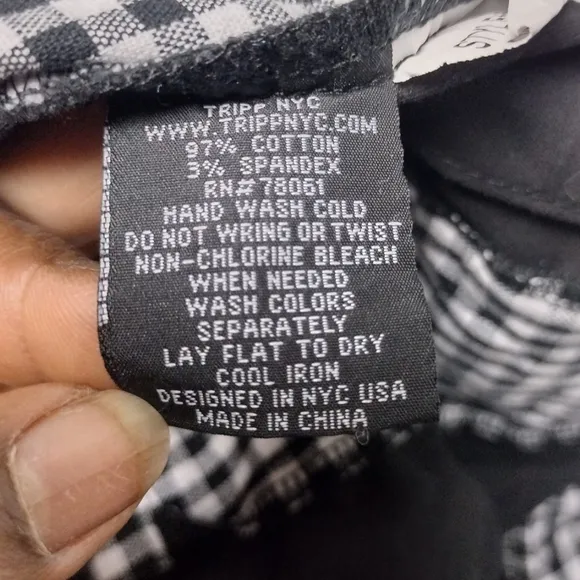 TRIPP NYC
WWW.TRIPPNYC.COM
97% COTTON
3% SPANDEX
RN# 78061
HAND WASH COLD
DO NOT WRING OR TWIST
NON-CHLORINE BLEACH
WHEN NEEDED
WASH COLORS
SEPARATELY
LAY FLAT TO DRY
COOL IRON
DESIGNED IN NYC USA
MADE IN CHINA